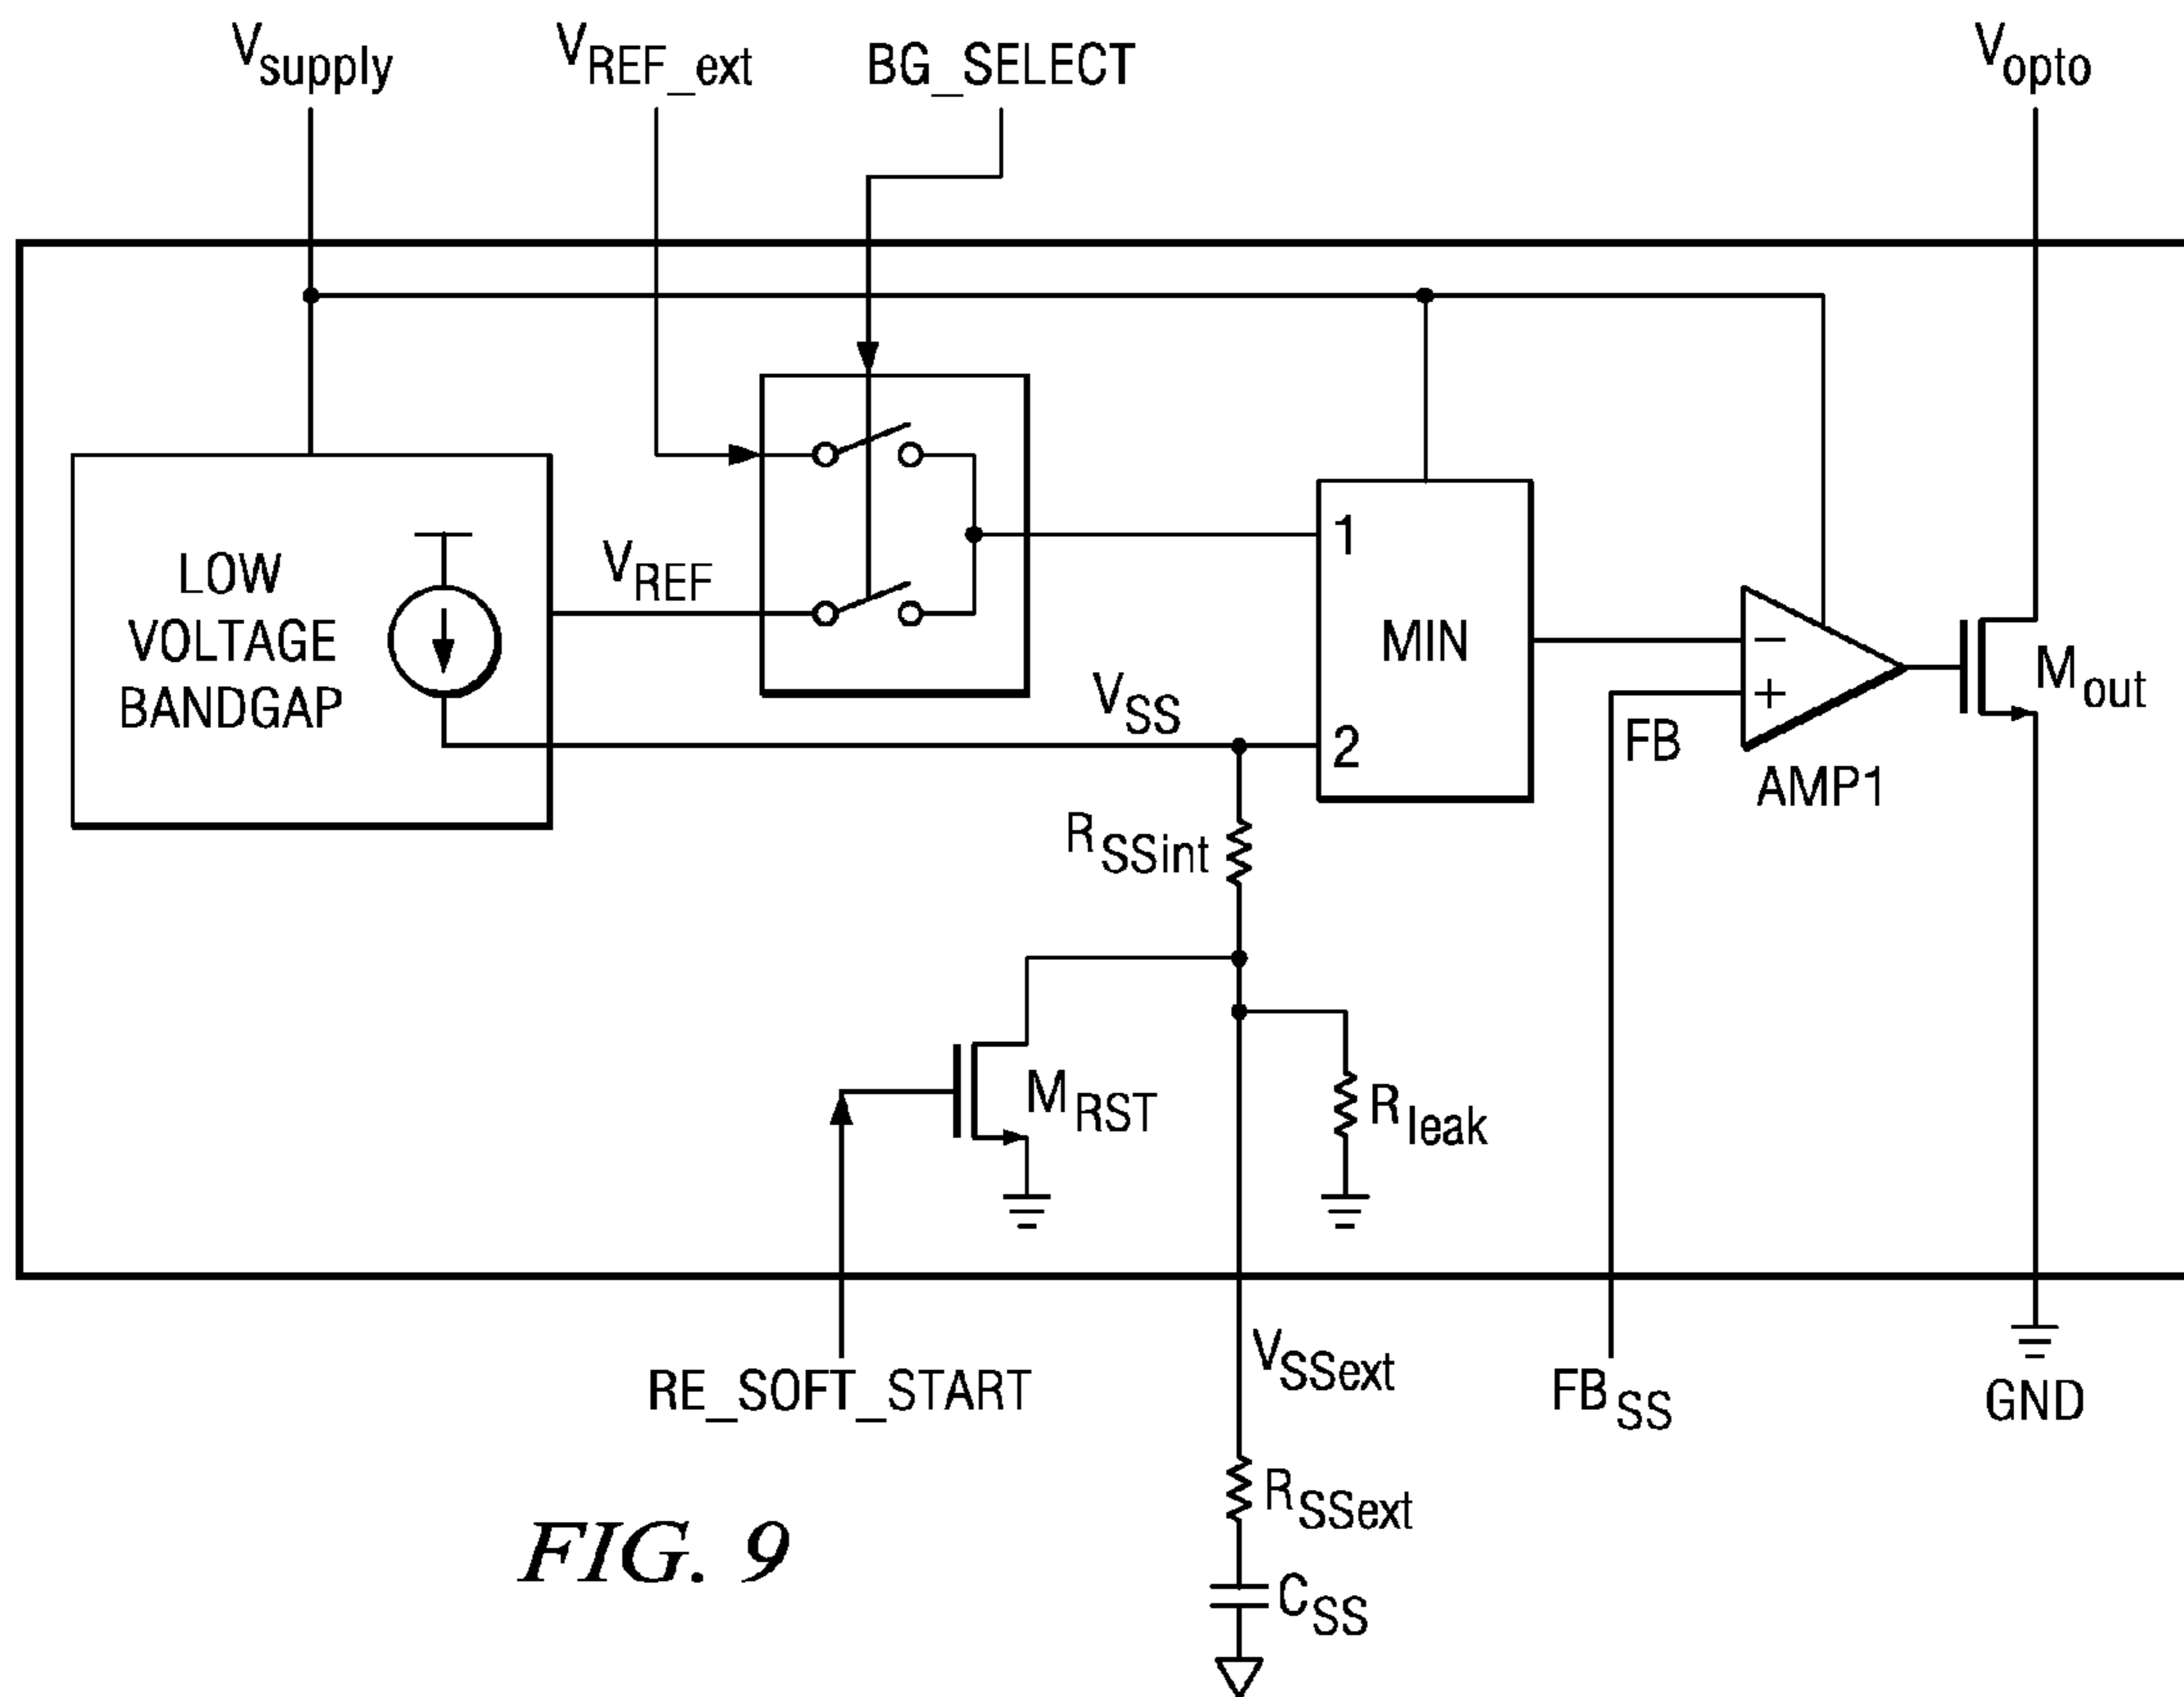 Vsupply
VREF_ext
BG_SELECT
Vopto
LOW
VOLTAGE
BANDGAP
VREF
VSS
1
MIN
2
−
+
FB
AMP1
Mout
RSSint
MRST
Rleak
RE_SOFT_START
VSSext
FBSS
GND
RSSext
CSS
FIG. 9